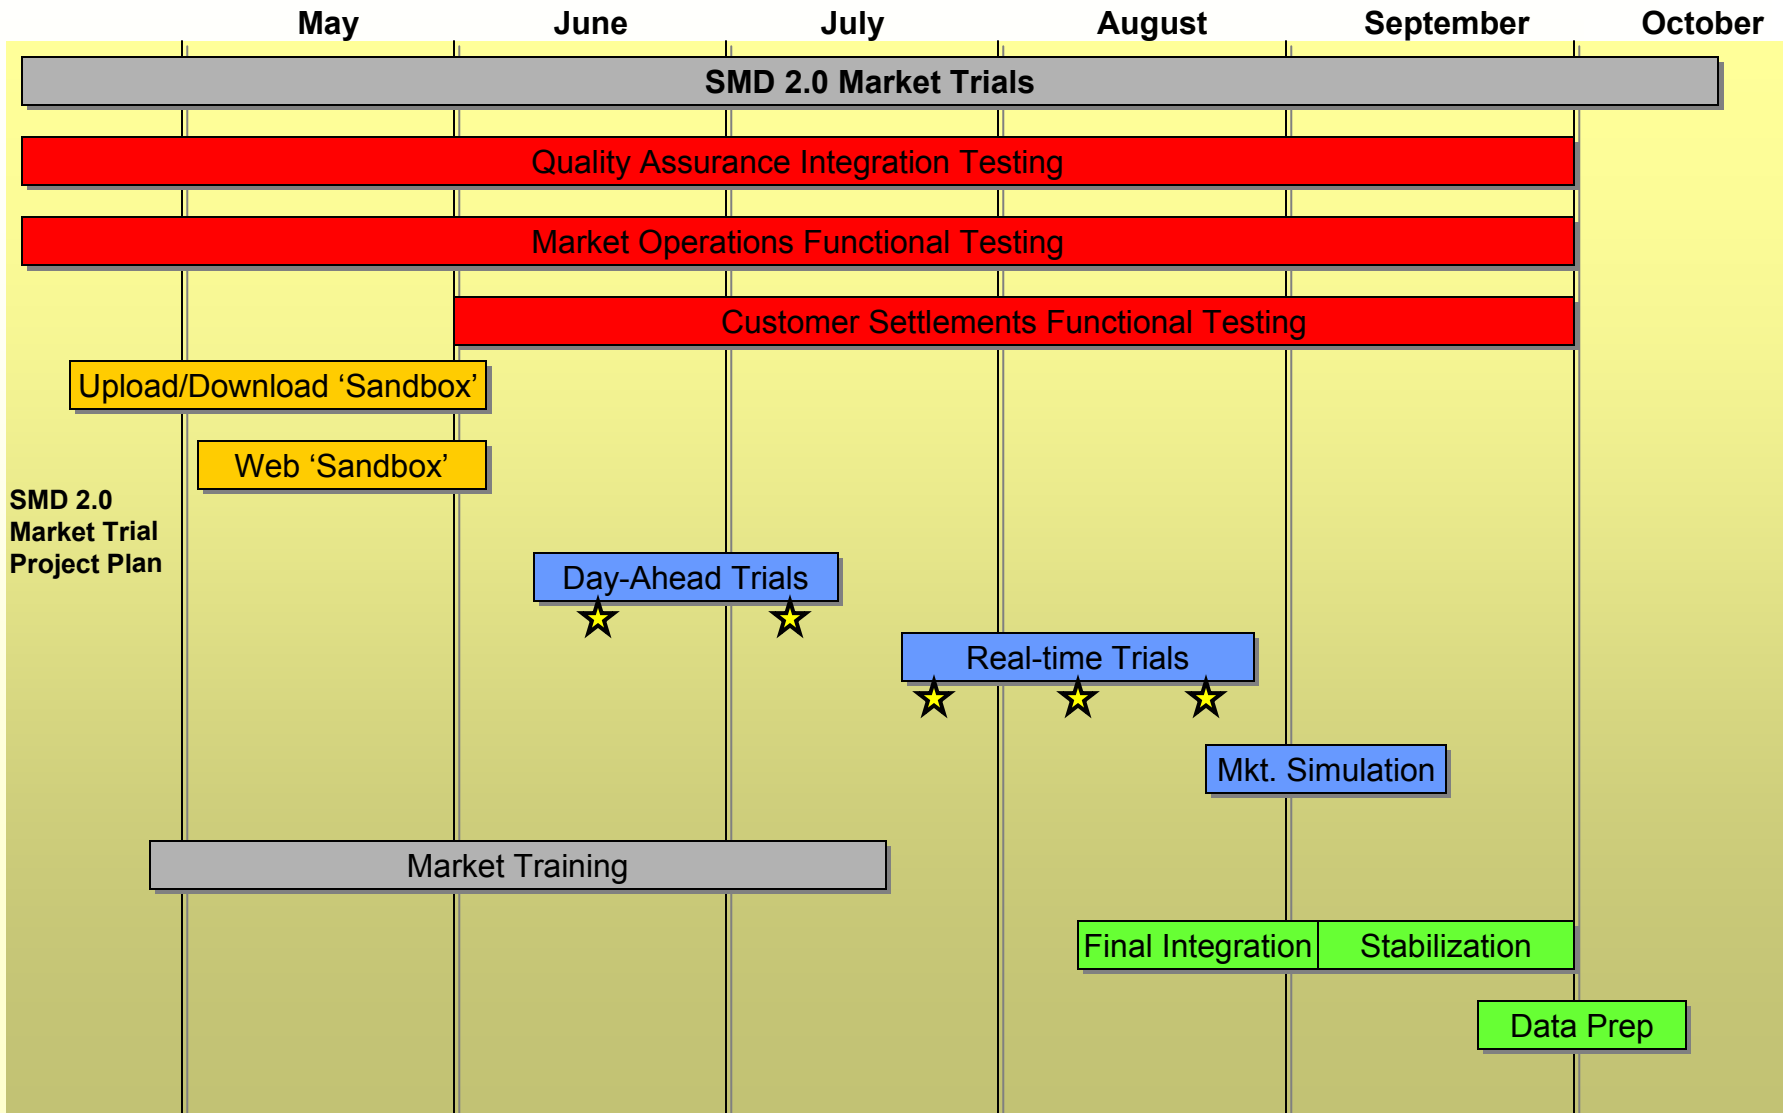 May June July August September October
SMD 2.0 Market Trials
Quality Assurance Integration Testing
Market Operations Functional Testing
Customer Settlements Functional Testing
Upload/Download ‘Sandbox’
Web ‘Sandbox’
SMD 2.0
Market Trial
Project Plan
Day-Ahead Trials
Real-time Trials
Mkt. Simulation
Market Training
Final Integration Stabilization
Data Prep